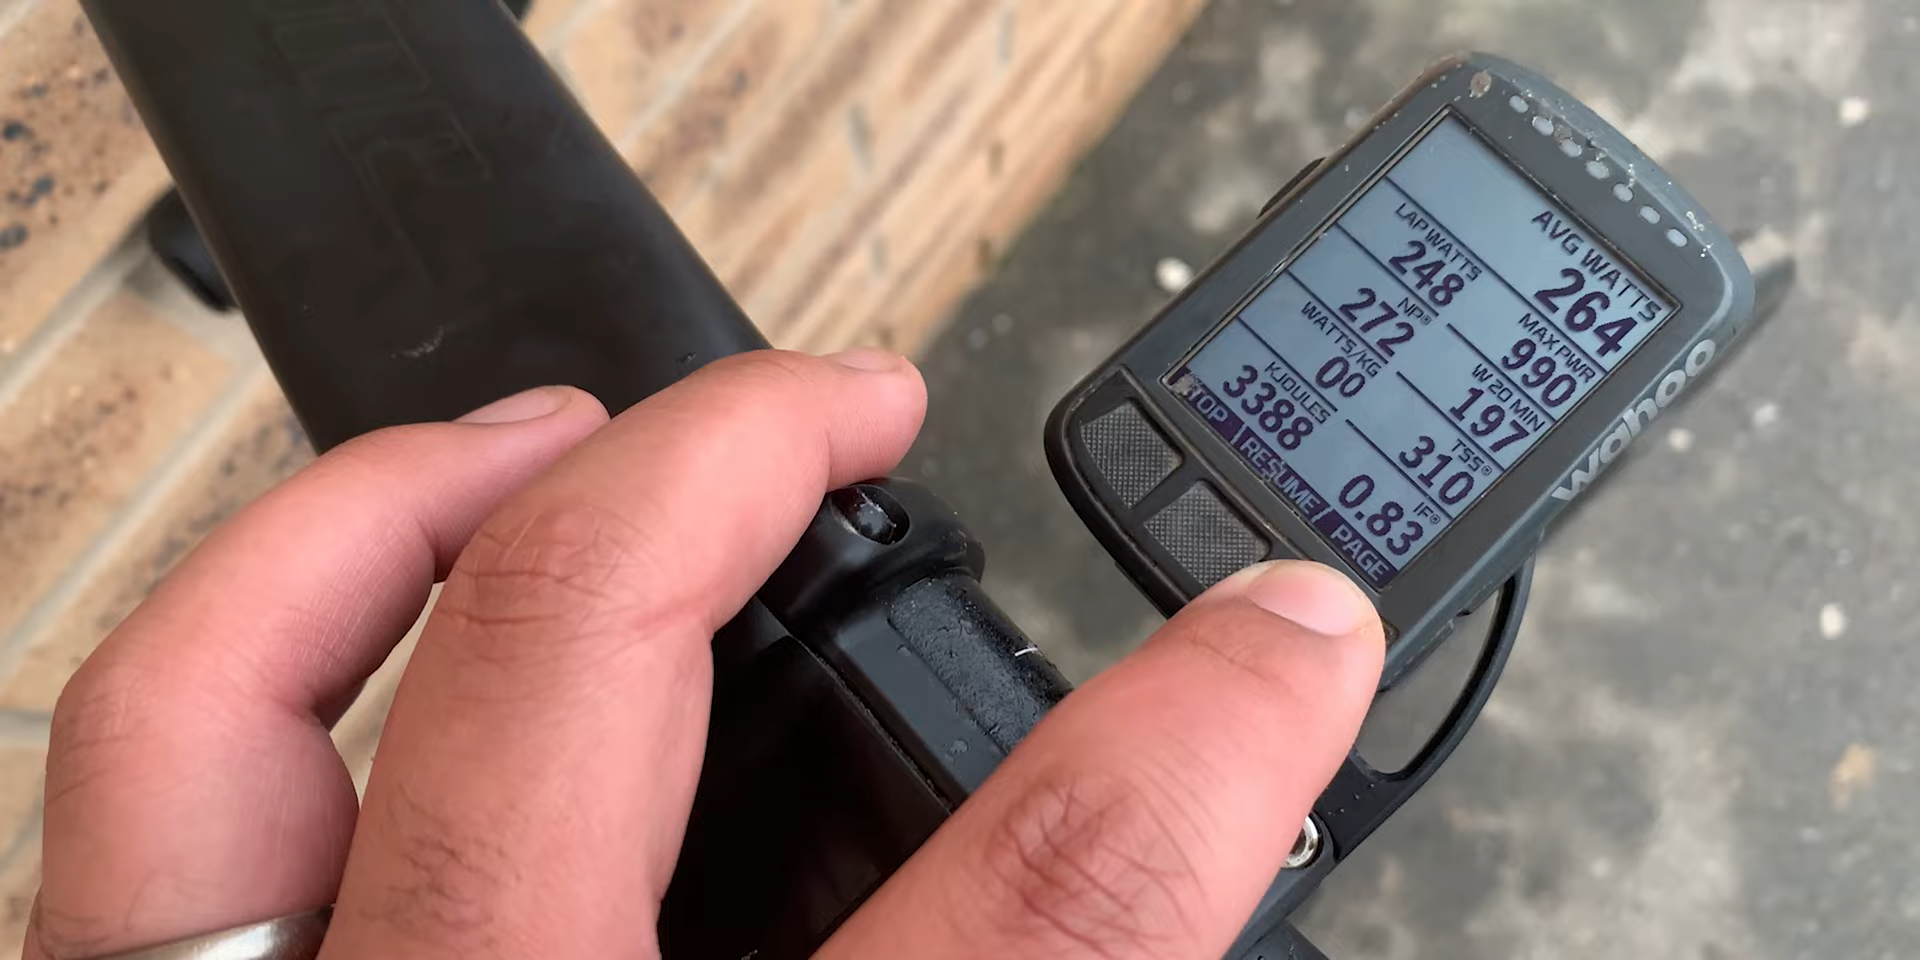 AVG WATTS
264
LAP WATTS
248
MAX PWR
990
NP®
272
W 20 MIN
197
WATTS/KG
00
TSS®
310
KJOULES
3388
IF®
0.83
STOP RESUME PAGE
wahoo